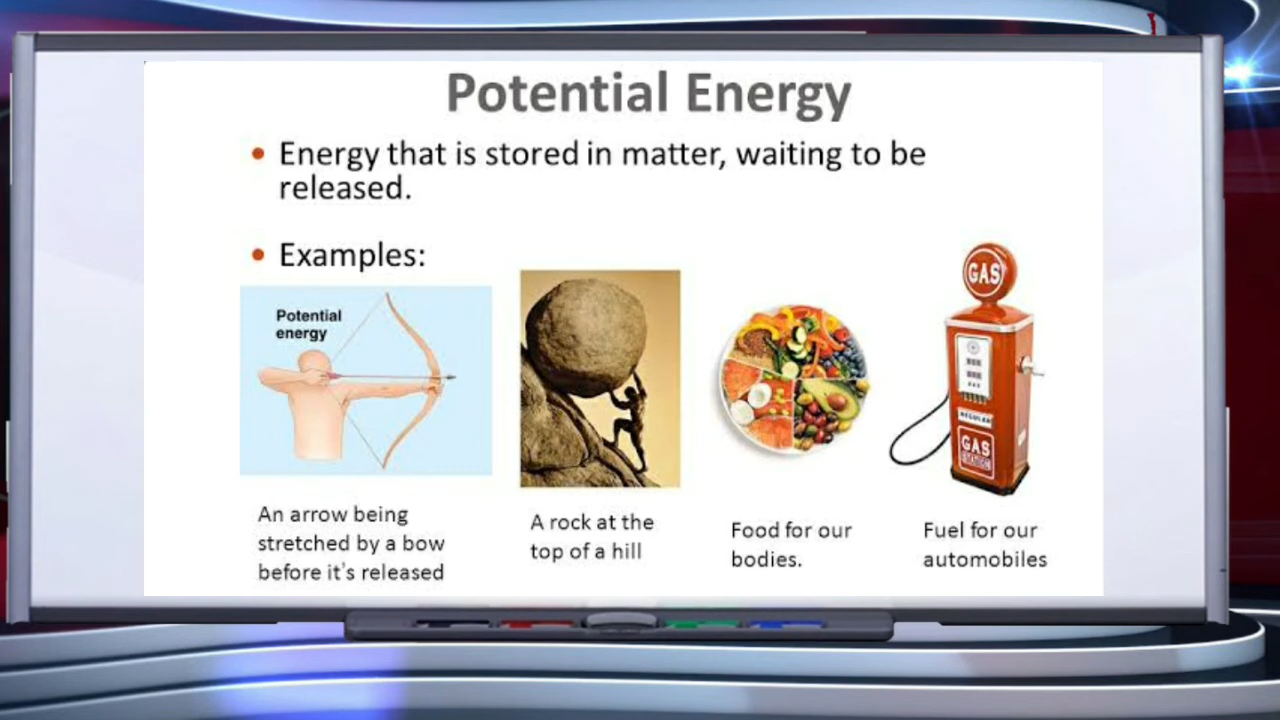 Potential Energy
• Energy that is stored in matter, waiting to be
released.
• Examples:
Potential
energy
GAS
REGULAR
GAS
An arrow being
stretched by a bow
before it's released
A rock at the
top of a hill
Food for our
bodies.
Fuel for our
automobiles